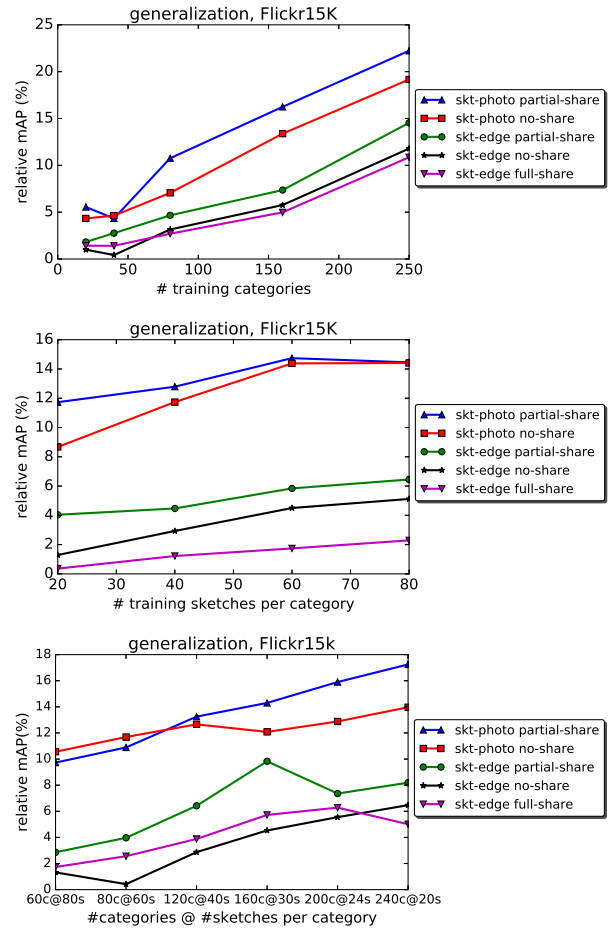 generalization, Flickr15K
25
20
15
10
5
0
relative mAP (%)
0 50 100 150 200 250
# training categories
skt-photo partial-share
skt-photo no-share
skt-edge partial-share
skt-edge no-share
skt-edge full-share
generalization, Flickr15K
16
14
12
10
8
6
4
2
0
relative mAP (%)
20 30 40 50 60 70 80
# training sketches per category
skt-photo partial-share
skt-photo no-share
skt-edge partial-share
skt-edge no-share
skt-edge full-share
generalization, Flickr15k
18
16
14
12
10
8
6
4
2
0
relative mAP(%)
60c@80s 80c@60s 120c@40s 160c@30s 200c@24s 240c@20s
#categories @ #sketches per category
skt-photo partial-share
skt-photo no-share
skt-edge partial-share
skt-edge no-share
skt-edge full-share